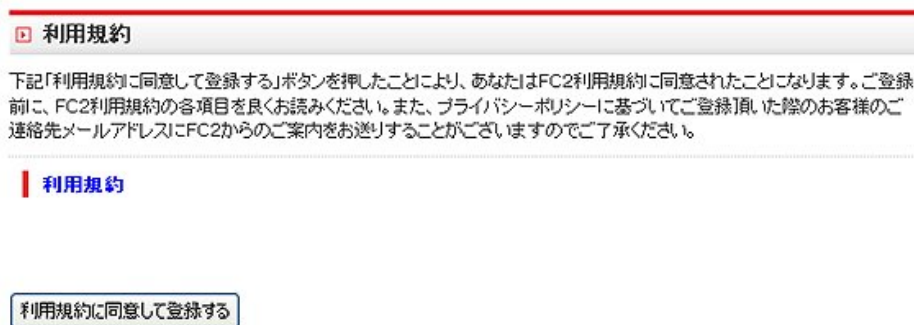 利用規約
下記「利用規約に同意して登録する」ボタンを押したことにより、あなたはFC2利用規約に同意されたことになります。ご登録
前に、FC2利用規約の各項目を良くお読みください。また、プライバシーポリシーに基づいてご登録頂いた際のお客様のご
連絡先メールアドレスにFC2からのご案内をお送りすることがございますのでご了承ください。
利用規約
利用規約に同意して登録する